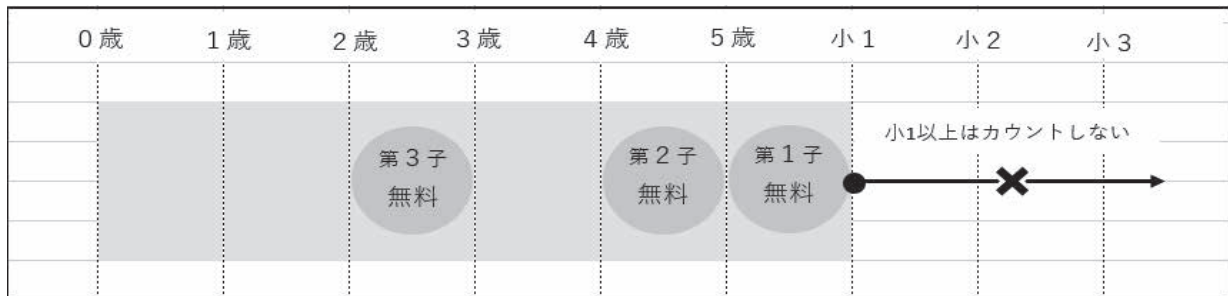 ０歳 １歳 ２歳 ３歳 ４歳 ５歳 小１ 小２ 小３
小1以上はカウントしない
第３子
無料
第２子
無料
第１子
無料